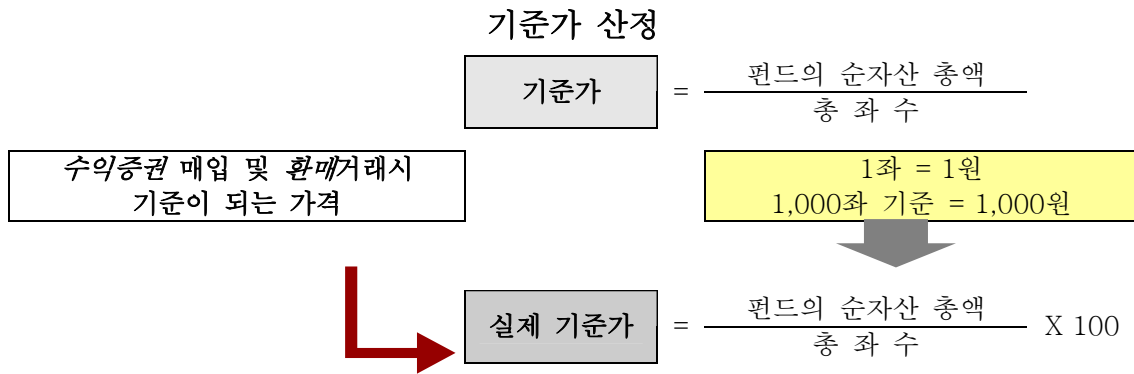 기준가 산정
기준가 = 펀드의 순자산 총액
총 좌 수
수익증권 매입 및 환매거래시
기준이 되는 가격
1좌 = 1원
1,000좌 기준 = 1,000원
실제 기준가 = 펀드의 순자산 총액 X 100
총 좌 수